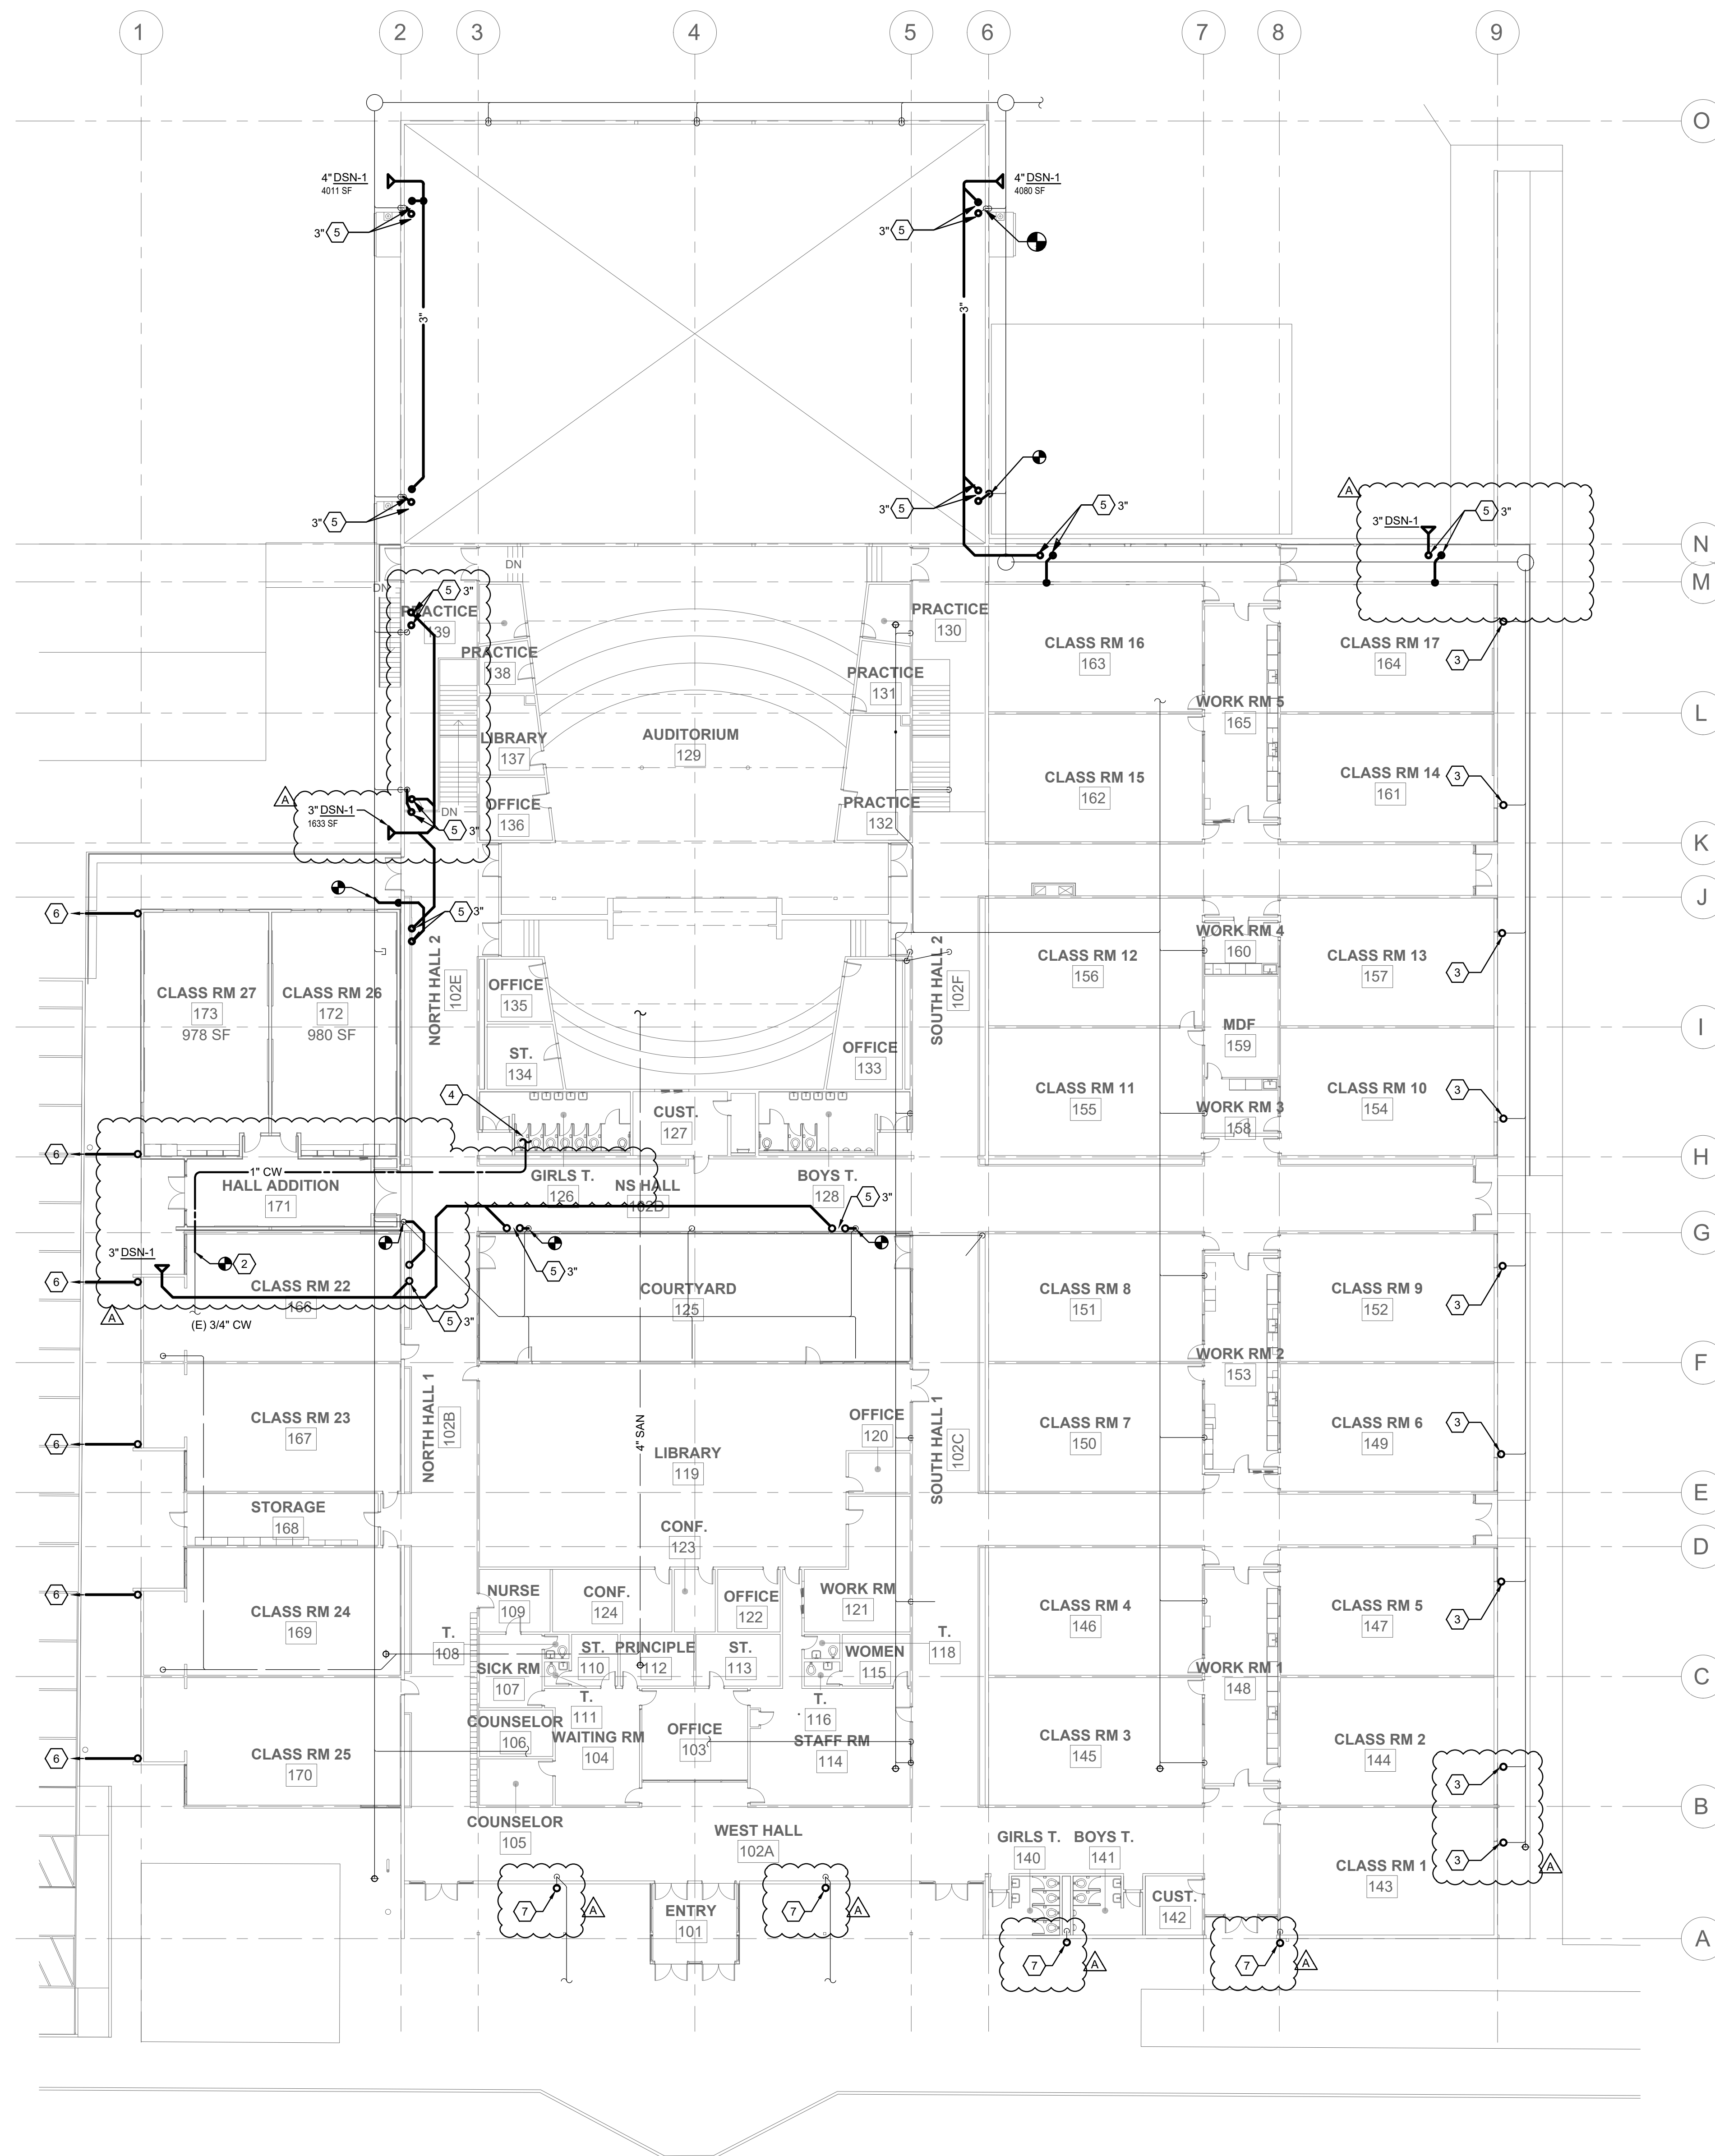 1 2 3 4 5 6 7 8 9
O
4" DSN-1
4011 SF
4" DSN-1
4080 SF
3" 5
3" 5
3"
3"
3" 5
3" 5
5 3"
A
3" DSN-1
5 3"
N
M
DN
DN
5 3"
PRACTICE
139
PRACTICE
138
PRACTICE
130
PRACTICE
131
CLASS RM 16
163
CLASS RM 17
164
3
WORK RM 5
165
L
LIBRARY
137
AUDITORIUM
129
CLASS RM 15
162
CLASS RM 14
161
3
A
3" DSN-1
1633 SF
DN
5 3"
OFFICE
136
PRACTICE
132
K
J
6
5 3"
NORTH HALL 2
102E
SOUTH HALL 2
102F
WORK RM 4
160
CLASS RM 12
156
CLASS RM 13
157
3
CLASS RM 27
173
978 SF
CLASS RM 26
172
980 SF
OFFICE
135
MDF
159
I
ST.
134
OFFICE
133
4
CLASS RM 11
155
CLASS RM 10
154
3
CUST.
127
WORK RM 3
158
6
H
1" CW
HALL ADDITION
171
GIRLS T.
126
NS HALL
102D
BOYS T.
128
5 3"
G
3" DSN-1
2
5 3"
6
CLASS RM 22
166
COURTYARD
125
CLASS RM 8
151
CLASS RM 9
152
3
A
(E) 3/4" CW
5 3"
WORK RM 2
153
F
NORTH HALL 1
102B
4" SAN
SOUTH HALL 1
102C
CLASS RM 23
167
OFFICE
120
CLASS RM 7
150
CLASS RM 6
149
3
6
LIBRARY
119
E
STORAGE
168
CONF.
123
D
6
NURSE
109
CONF.
124
OFFICE
122
WORK RM
121
CLASS RM 24
169
CLASS RM 4
146
CLASS RM 5
147
3
T.
108
ST.
110
PRINCIPLE
112
ST.
113
WOMEN
115
T.
118
SICK RM
107
WORK RM 1
148
C
T.
111
T.
116
COUNSELOR
106
WAITING RM
104
OFFICE
103
STAFF RM
114
CLASS RM 3
145
CLASS RM 2
144
6
CLASS RM 25
170
3
B
COUNSELOR
105
WEST HALL
102A
GIRLS T.
140
BOYS T.
141
CLASS RM 1
143
3
A
CUST.
142
7
A
7
A
ENTRY
101
A
7
A
7
A